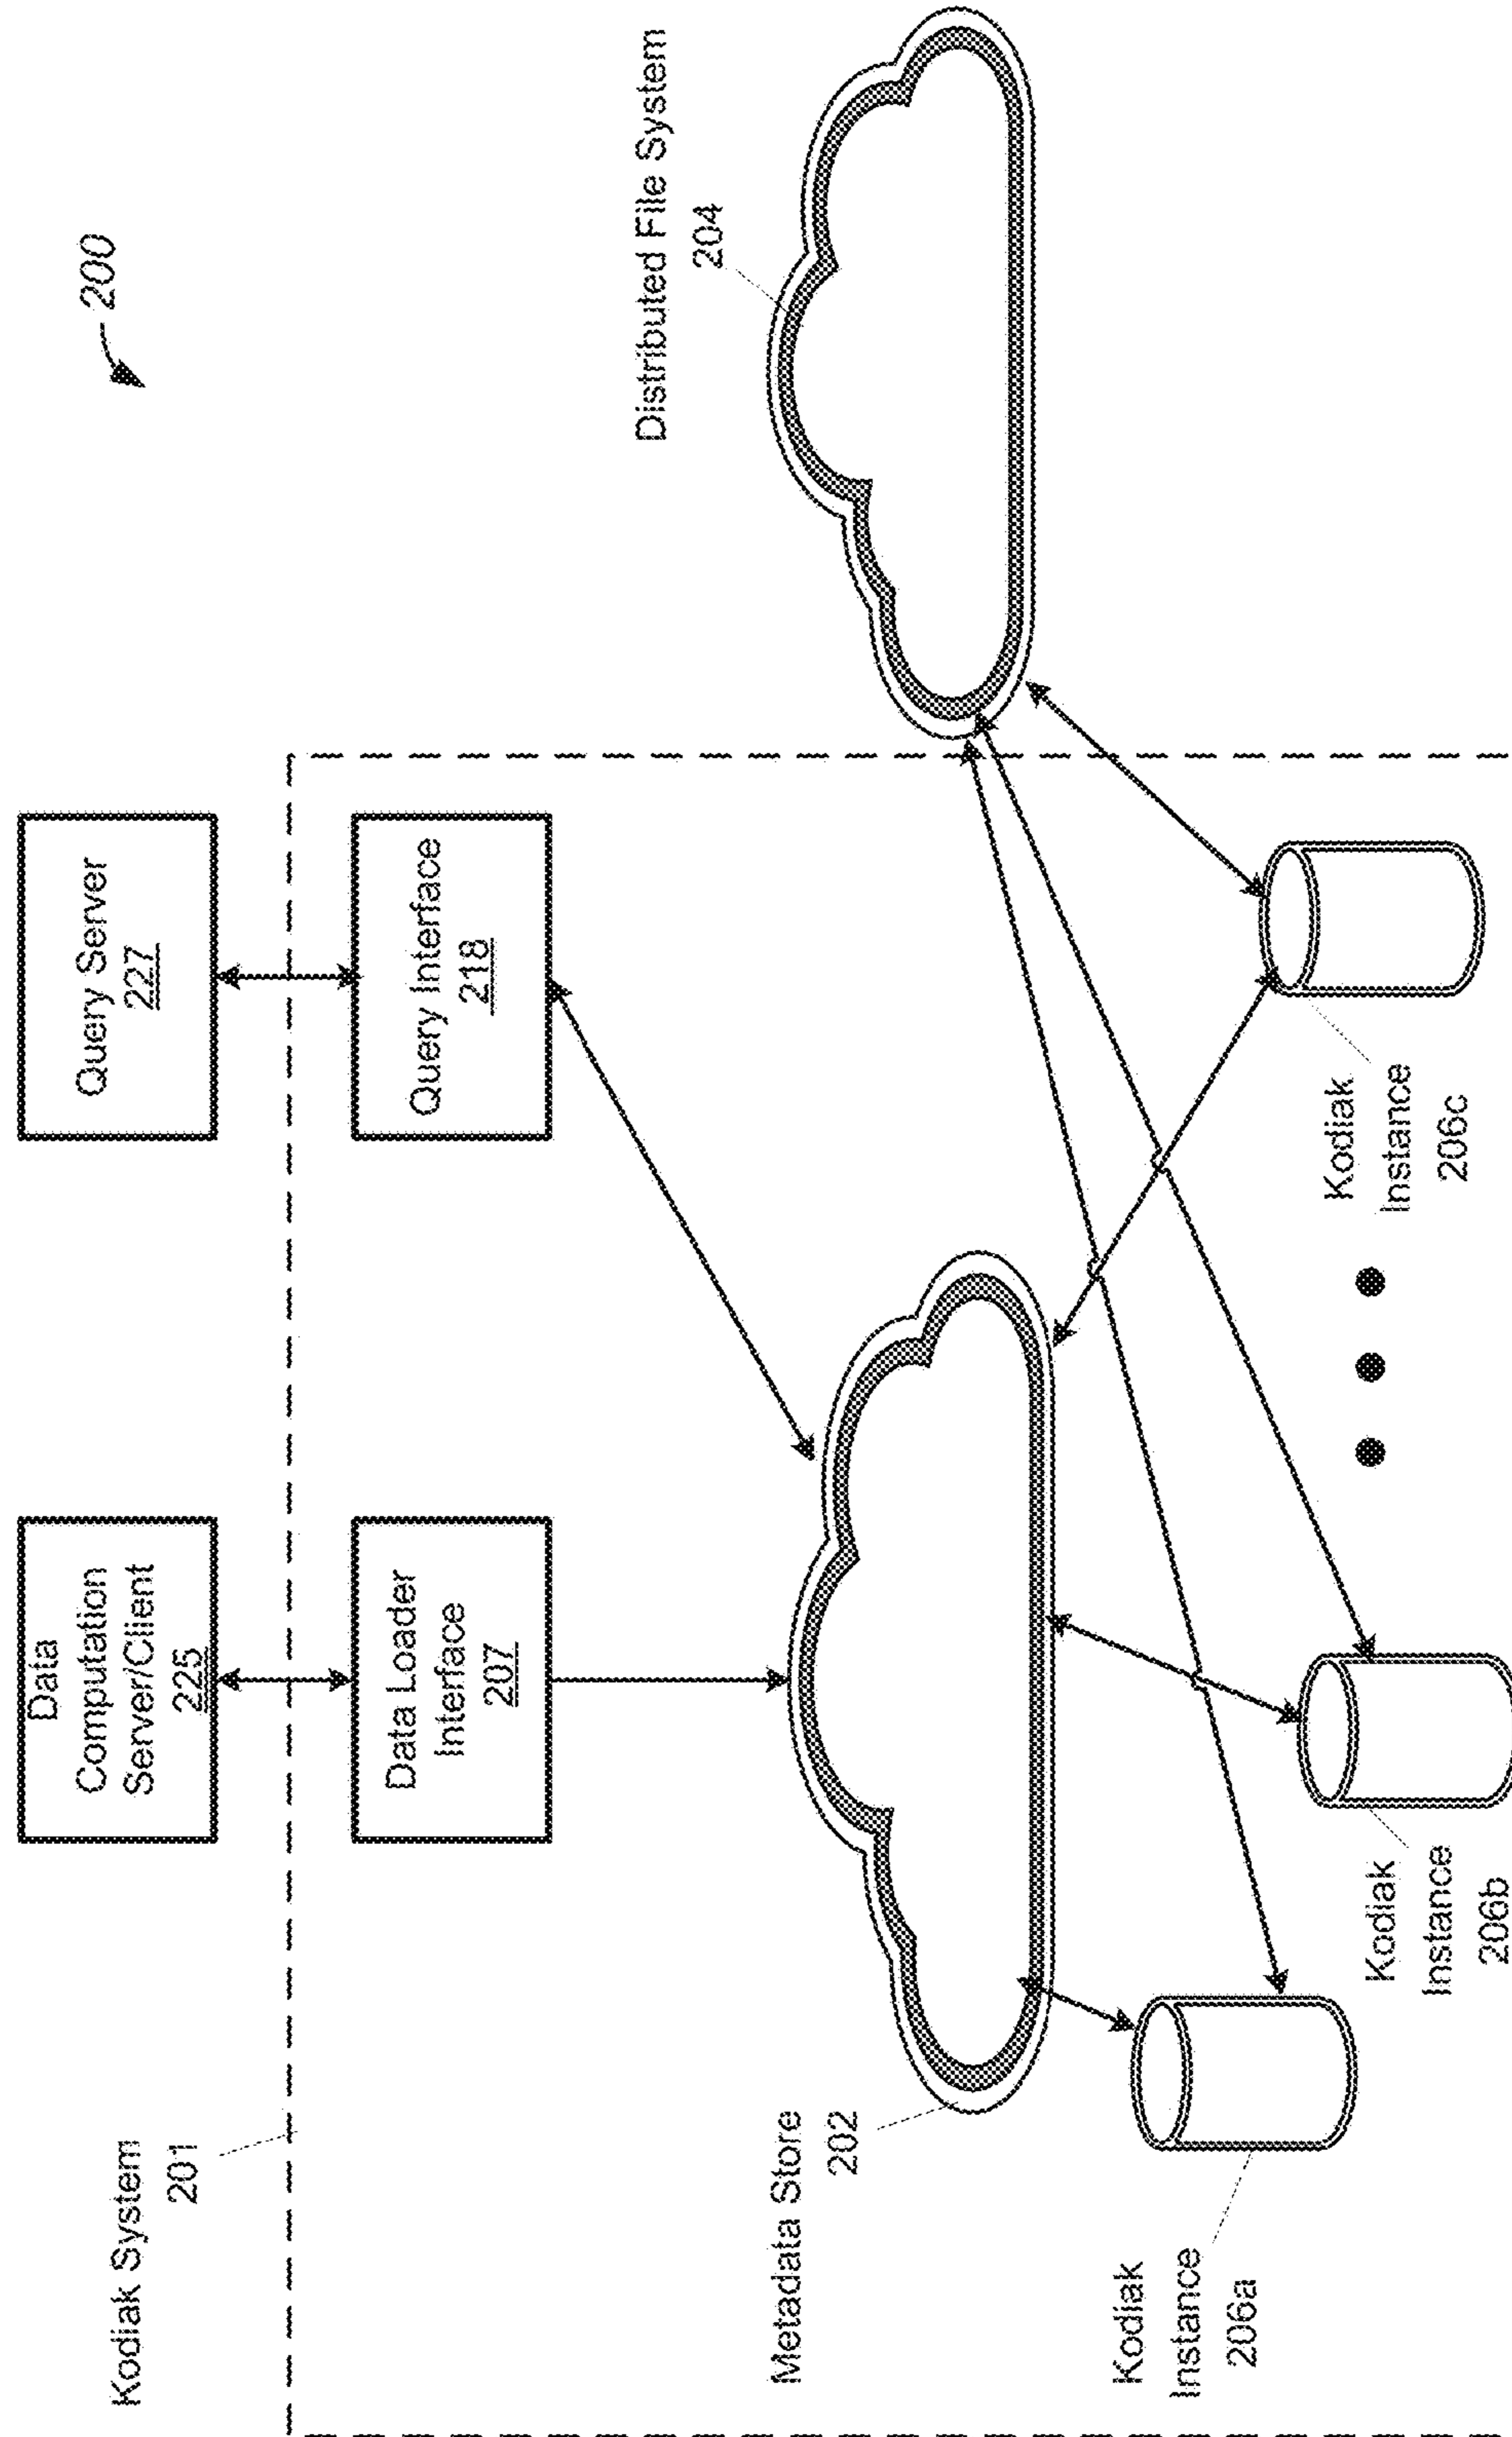 200
Data
Computation
Server/Client
225
Query Server
227
Kodiak System
201
Data Loader
Interface
207
Query Interface
218
Distributed File System
204
Metadata Store
202
Kodiak
Instance
206a
Kodiak
Instance
206b
Kodiak
Instance
206c